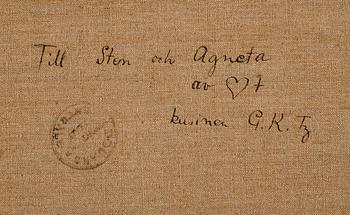 Till Sten och Agneta
av ♡ t
kusinen G.K. Tz